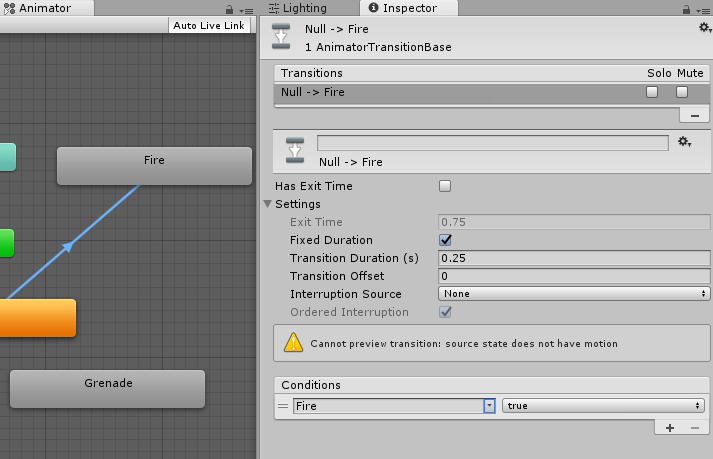 Animator
Auto Live Link
Fire
Grenade
Lighting
Inspector
Null -> Fire
1 AnimatorTransitionBase
Transitions Solo Mute
Null -> Fire
Null -> Fire
Has Exit Time
Settings
Exit Time 0.75
Fixed Duration
Transition Duration (s) 0.25
Transition Offset 0
Interruption Source None
Ordered Interruption
Cannot preview transition: source state does not have motion
Conditions
Fire true